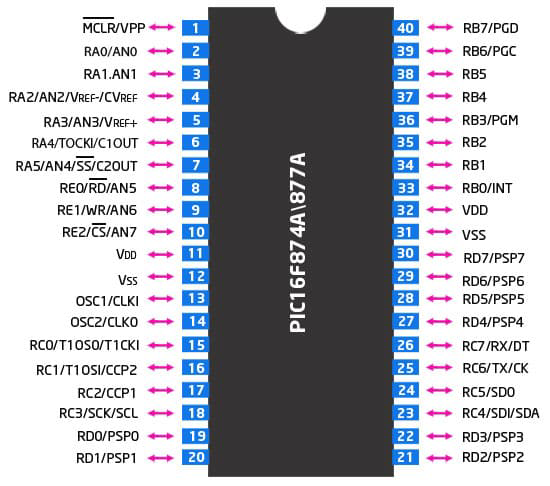 MCLR/VPP 1 40 RB7/PGD
RA0/AN0 2 39 RB6/PGC
RA1.AN1 3 38 RB5
RA2/AN2/VREF-/CVREF 4 37 RB4
RA3/AN3/VREF+ 5 36 RB3/PGM
RA4/TOCKI/C1OUT 6 35 RB2
RA5/AN4/SS/C2OUT 7 34 RB1
RE0/RD/AN5 8 33 RB0/INT
RE1/WR/AN6 9 32 VDD
RE2/CS/AN7 10 31 VSS
VDD 11 30 RD7/PSP7
VSS 12 29 RD6/PSP6
OSC1/CLKI 13 28 RD5/PSP5
OSC2/CLK0 14 27 RD4/PSP4
RC0/T1OS0/T1CKI 15 26 RC7/RX/DT
RC1/T1OSI/CCP2 16 25 RC6/TX/CK
RC2/CCP1 17 24 RC5/SD0
RC3/SCK/SCL 18 23 RC4/SDI/SDA
RD0/PSP0 19 22 RD3/PSP3
RD1/PSP1 20 21 RD2/PSP2
PIC16F874A\877A